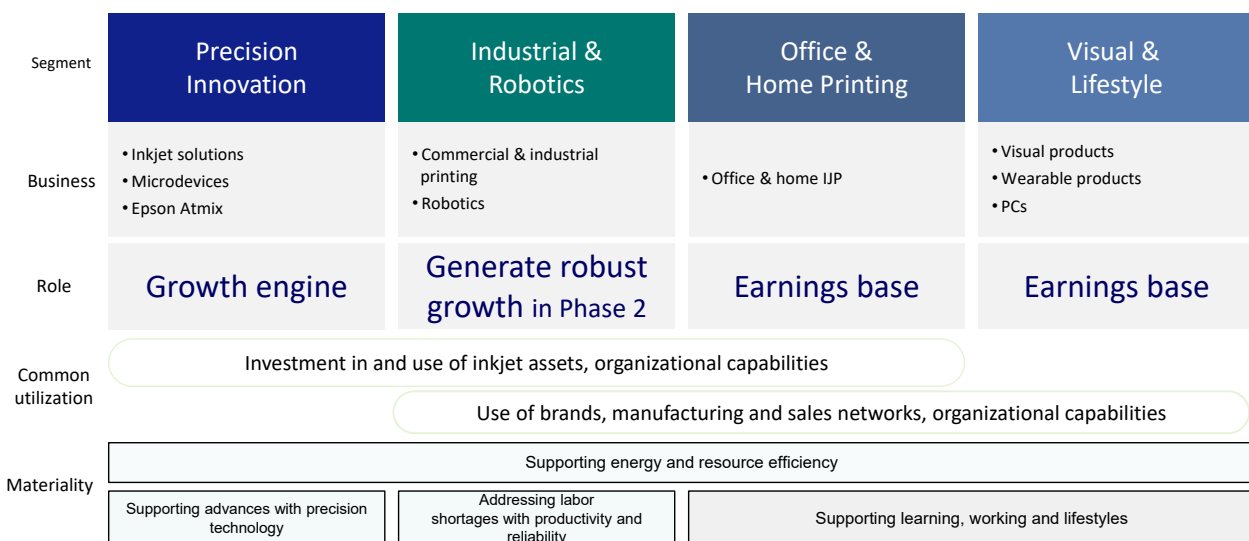 Segment
Precision
Innovation
Industrial &
Robotics
Office &
Home Printing
Visual &
Lifestyle
Business
• Inkjet solutions
• Microdevices
• Epson Atmix
• Commercial & industrial
printing
• Robotics
• Office & home IJP
• Visual products
• Wearable products
• PCs
Role
Growth engine
Generate robust
growth in Phase 2
Earnings base
Earnings base
Common
utilization
Investment in and use of inkjet assets, organizational capabilities
Use of brands, manufacturing and sales networks, organizational capabilities
Materiality
Supporting energy and resource efficiency
Supporting advances with precision
technology
Addressing labor
shortages with productivity and
reliability
Supporting learning, working and lifestyles